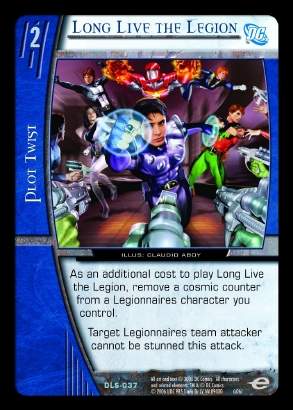 2
LONG LIVE THE LEGION
DC
PLOT TWIST
ILLUS: CLAUDIO ABOY
As an additional cost to play Long Live
the Legion, remove a cosmic counter
from a Legionnaires character you
control.
Target Legionnaires team attacker
cannot be stunned this attack.
DLS-037